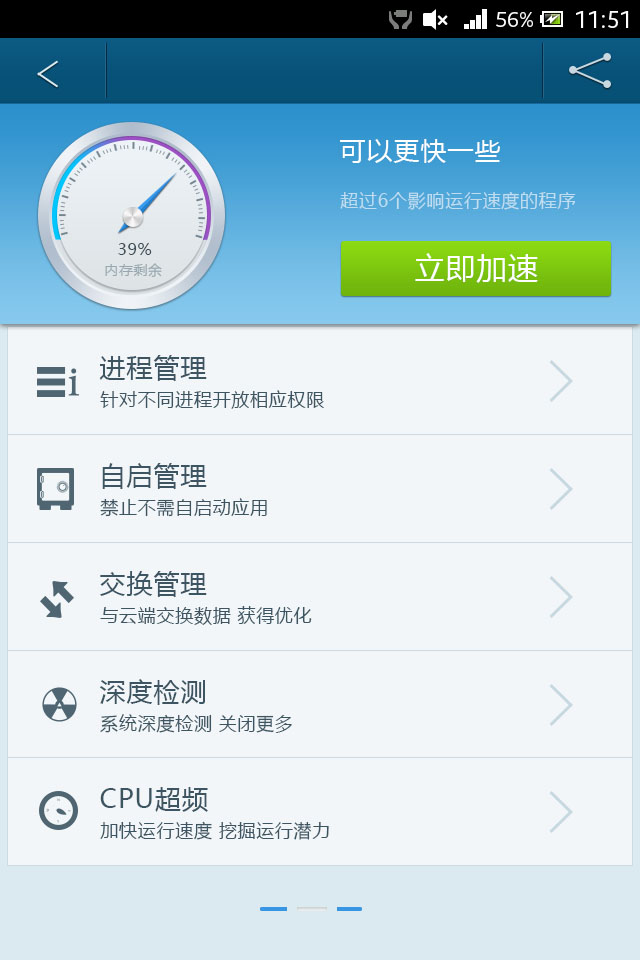 56% 11:51
可以更快一些
超过6个影响运行速度的程序
立即加速
39%
内存剩余
进程管理
针对不同进程开放相应权限
自启管理
禁止不需自启动应用
交换管理
与云端交换数据 获得优化
深度检测
系统深度检测 关闭更多
CPU超频
加快运行速度 挖掘运行潜力